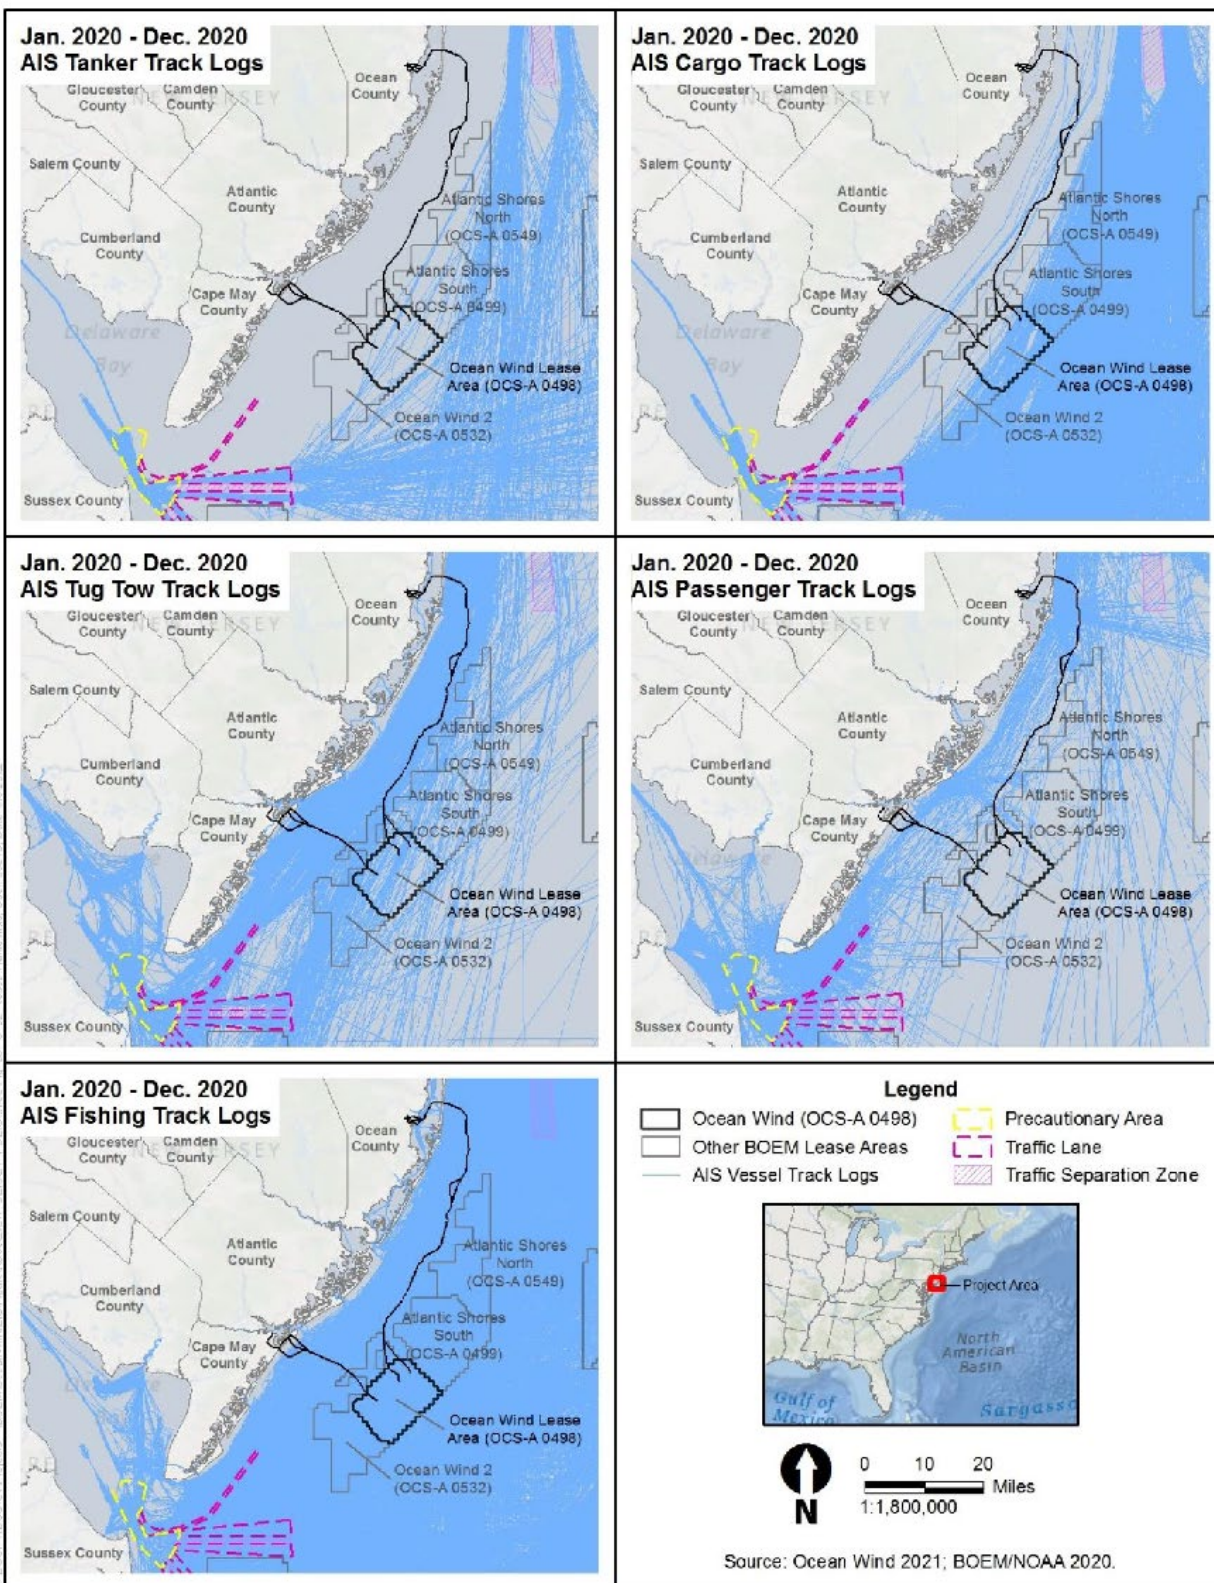 Jan. 2020 - Dec. 2020
AIS Tanker Track Logs
Ocean
County
Gloucester
County
Camden
County
Salem County
Atlantic
County
Atlantic Shores
North
(OCS-A 0549)
Cumberland
County
Atlantic Shores
South
(OCS-A 0499)
Cape May
County
Delaware
Bay
Ocean Wind Lease
Area (OCS-A 0498)
Ocean Wind 2
(OCS-A 0532)
Sussex County
Jan. 2020 - Dec. 2020
AIS Cargo Track Logs
Ocean
County
Gloucester
County
Camden
County
Salem County
Atlantic
County
Atlantic Shores
North
(OCS-A 0549)
Cumberland
County
Atlantic Shores
South
(OCS-A 0499)
Cape May
County
Delaware
Bay
Ocean Wind Lease
Area (OCS-A 0498)
Ocean Wind 2
(OCS-A 0532)
Sussex County
Jan. 2020 - Dec. 2020
AIS Tug Tow Track Logs
Ocean
County
Gloucester
County
Camden
County
Salem County
Atlantic
County
Atlantic Shores
North
(OCS-A 0549)
Cumberland
County
Atlantic Shores
South
(OCS-A 0499)
Cape May
County
Ocean Wind Lease
Area (OCS-A 0498)
Ocean Wind 2
(OCS-A 0532)
Sussex County
Jan. 2020 - Dec. 2020
AIS Passenger Track Logs
Ocean
County
Gloucester
County
Camden
County
Salem County
Atlantic
County
Atlantic Shores
North
(OCS-A 0549)
Cumberland
County
Atlantic Shores
South
(OCS-A 0499)
Cape May
County
Ocean Wind Lease
Area (OCS-A 0498)
Ocean Wind 2
(OCS-A 0532)
Sussex County
Jan. 2020 - Dec. 2020
AIS Fishing Track Logs
Ocean
County
Gloucester
County
Camden
County
Salem County
Atlantic
County
Atlantic Shores
North
(OCS-A 0549)
Cumberland
County
Atlantic Shores
South
(OCS-A 0499)
Cape May
County
Ocean Wind Lease
Area (OCS-A 0498)
Ocean Wind 2
(OCS-A 0532)
Sussex County
Legend
Ocean Wind (OCS-A 0498)
Other BOEM Lease Areas
AIS Vessel Track Logs
Precautionary Area
Traffic Lane
Traffic Separation Zone
Project Area
North
American
Basin
Gulf of
Mexico
Sargasso
N
0 10 20
Miles
1:1,800,000
Source: Ocean Wind 2021; BOEM/NOAA 2020.